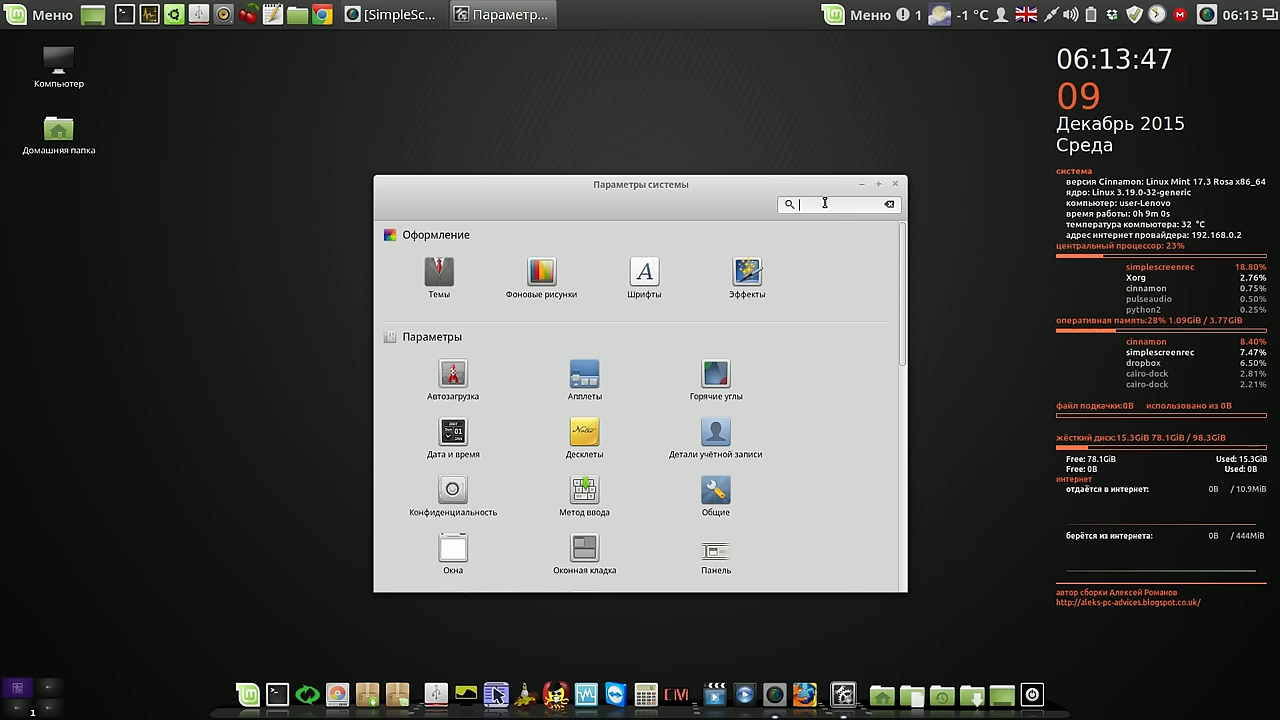 Меню
[SimpleSc...
Параметр...
Меню
1
-1 °C
06:13
Компьютер
Домашняя папка
Параметры системы
Оформление
Темы
Фоновые рисунки
Шрифты
Эффекты
Параметры
Автозагрузка
Апплеты
Горячие углы
Дата и время
Десклеты
Детали учётной записи
Конфиденциальность
Метод ввода
Общие
Окна
Оконная кладка
Панель
06:13:47
09
Декабрь 2015
Среда
система
версия Cinnamon: Linux Mint 17.3 Rosa x86_64
ядро: Linux 3.19.0-32-generic
компьютер: user-Lenovo
время работы: 0h 9m 0s
температура компьютера: 32 °C
адрес интернет провайдера: 192.168.0.2
центральный процессор: 23%
simplescreenrec 18.80%
Xorg 2.76%
cinnamon 0.75%
pulseaudio 0.50%
python2 0.25%
оперативная память:28% 1.09GiB / 3.77GiB
cinnamon 8.40%
simplescreenrec 7.47%
dropbox 6.50%
cairo-dock 2.81%
cairo-dock 2.21%
файл подкачки:0B использовано из 0B
жёсткий диск:15.3GiB 78.1GiB / 98.3GiB
Free: 78.1GiB Used: 15.3GiB
Free: 0B Used: 0B
интернет
отдаётся в интернет: 0B / 10.9MiB
берётся из интернета: 0B / 444MiB
автор сборки Алексей Романов
http://aleks-pc-advices.blogspot.co.uk/
1